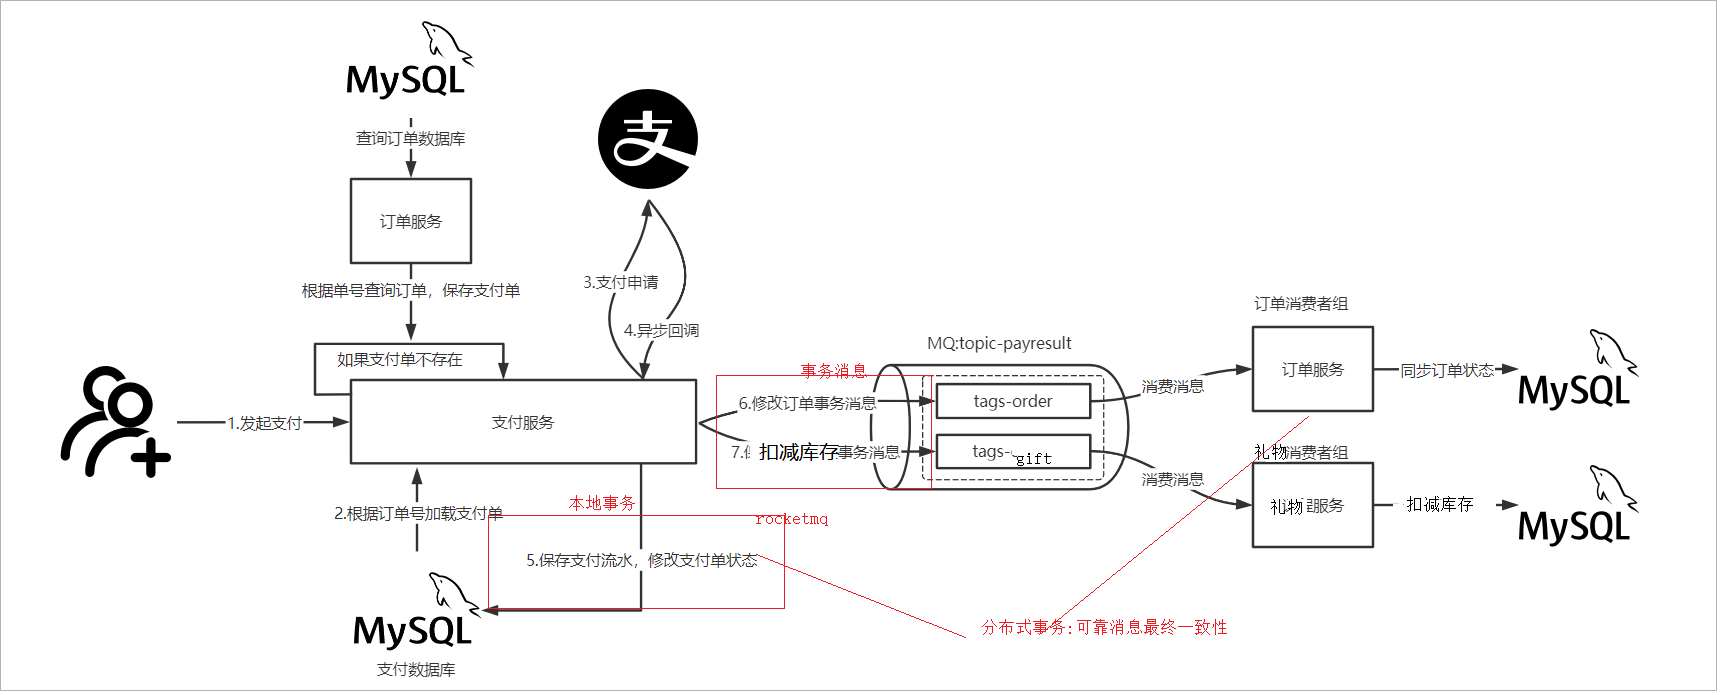 MySQL
查询订单数据库
支
订单服务
3.支付申请
根据单号查询订单，保存支付单
订单消费者组
4.异步回调
MQ:topic-payresult
如果支付单不存在
事务消息
订单服务
同步订单状态
MySQL
消费消息
6.修改订单事务消息
tags-order
1.发起支付
支付服务
7.
扣减库存事务消息
tags-gift
礼物消费者组
消费消息
本地事务
2.根据订单号加载支付单
rocketmq
礼物服务
扣减库存
MySQL
5.保存支付流水，修改支付单状态
MySQL
分布式事务:可靠消息最终一致性
支付数据库